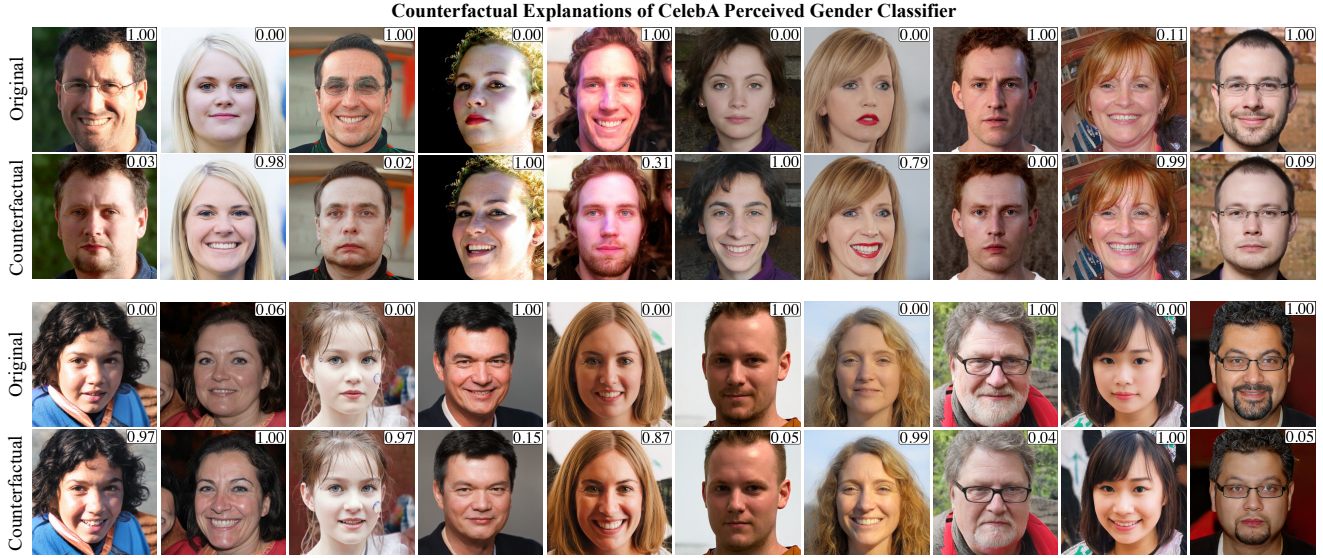 Counterfactual Explanations of CelebA Perceived Gender Classifier
Original
1.00 0.00 1.00 0.00 1.00 0.00 0.00 1.00 0.11 1.00
Counterfactual
0.03 0.98 0.02 1.00 0.31 1.00 0.79 0.00 0.99 0.09
Original
0.00 0.06 0.00 1.00 0.00 1.00 0.00 1.00 0.00 1.00
Counterfactual
0.97 1.00 0.97 0.15 0.87 0.05 0.99 0.04 1.00 0.05